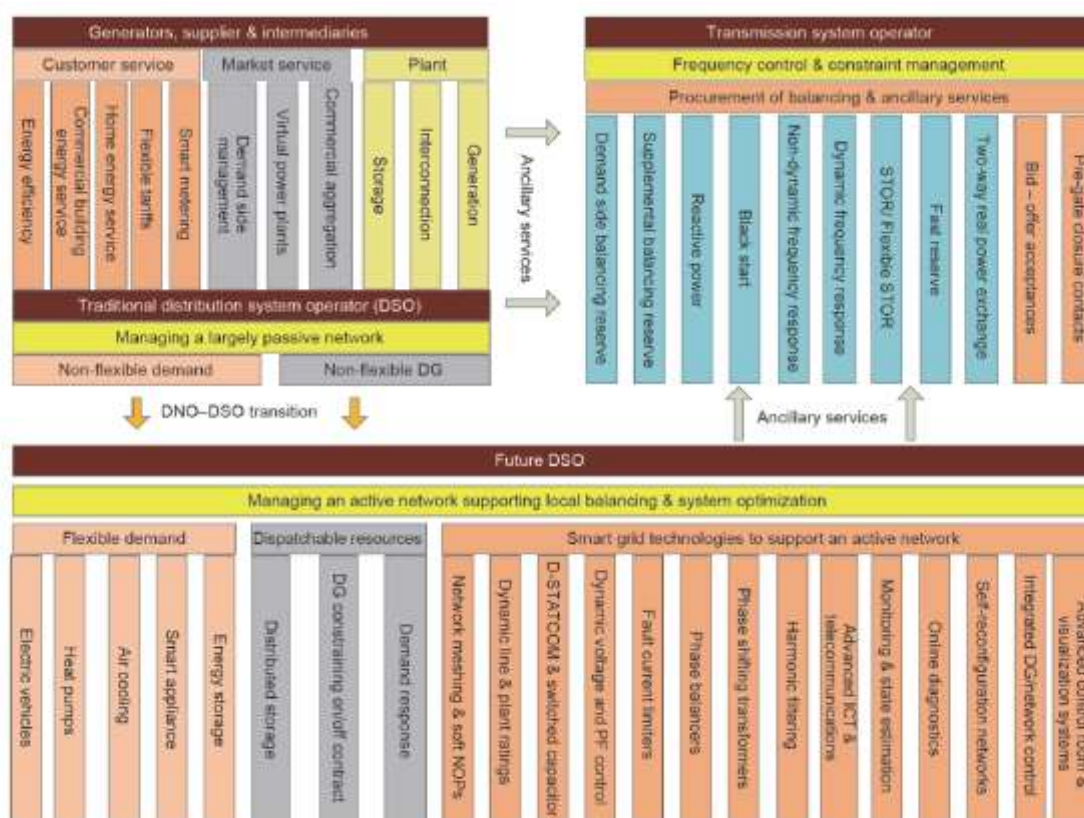 Generators, supplier & intermediaries
Customer service
Market service
Plant
Energy efficiency
Commercial building
energy service
Home energy service
Flexible tariffs
Smart metering
Demand side
management
Virtual power plants
Commercial aggregation
Storage
Interconnection
Generation
Traditional distribution system operator (DSO)
Managing a largely passive network
Non-flexible demand
Non-flexible DG
Ancillary services
Transmission system operator
Frequency control & constraint management
Procurement of balancing & ancillary services
Demand side balancing reserve
Supplemental balancing reserve
Reactive power
Black start
Non-dynamic frequency response
Dynamic frequency response
STOR/ Flexible STOR
Fast reserve
Two-way real power exchange
Bid – offer acceptances
Pre-gate closure contacts
DNO–DSO transition
Ancillary services
Future DSO
Managing an active network supporting local balancing & system optimization
Flexible demand
Dispatchable resources
Smart grid technologies to support an active network
Electric vehicles
Heat pumps
Air cooling
Smart appliance
Energy storage
Distributed storage
DG constraining on/off contract
Demand response
Network meshing & soft NOPs
Dynamic line & plant ratings
D-STATCOM & switched capacitor
Dynamic voltage and PF control
Fault current limiters
Phase balancers
Phase shifting transformers
Harmonic filtering
Advanced ICT &
telecommunications
Monitoring & state estimation
Online diagnostics
Self-reconfiguration networks
Integrated DG/network control
visualization systems